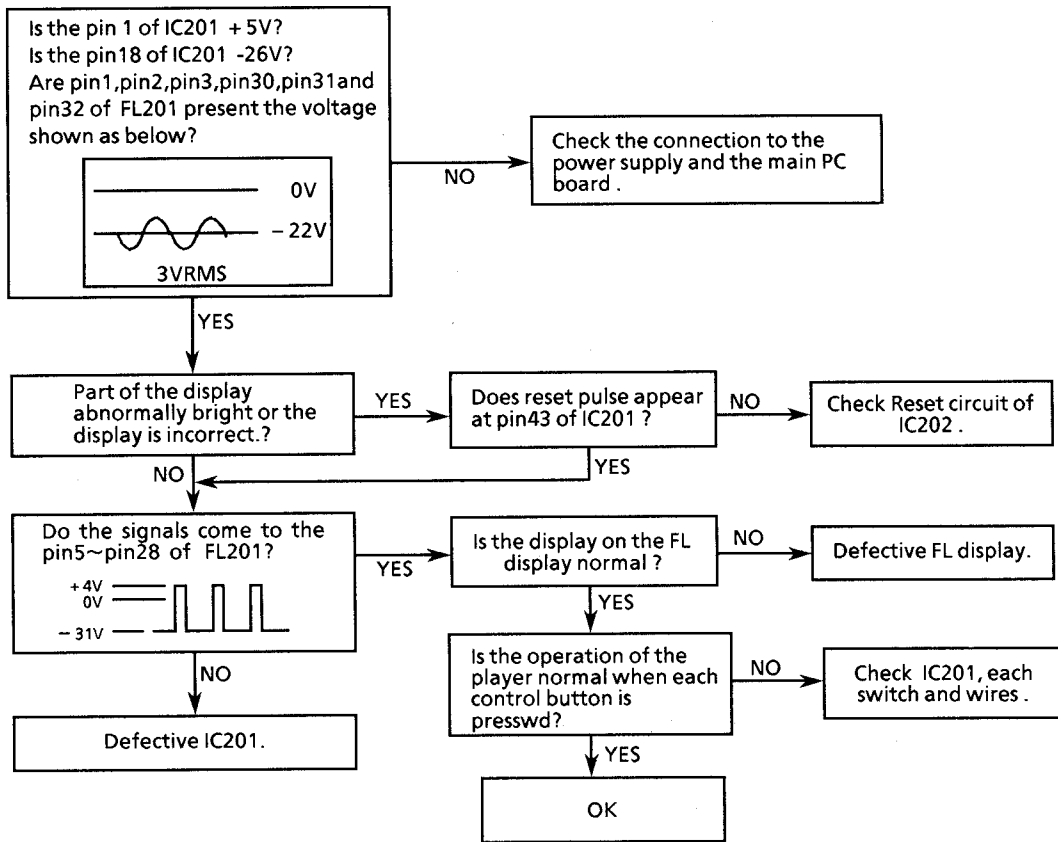 Is the pin 1 of IC201 + 5V?
Is the pin18 of IC201 -26V?
Are pin1,pin2,pin3,pin30,pin31and
pin32 of FL201 present the voltage
shown as below?
0V
– 22V
3VRMS
NO
Check the connection to the
power supply and the main PC
board .
YES
Part of the display
abnormally bright or the
display is incorrect.?
YES
Does reset pulse appear
at pin43 of IC201 ?
NO
Check Reset circuit of
IC202 .
NO
YES
Do the signals come to the
pin5~pin28 of FL201?
+4V
0V
– 31V
YES
Is the display on the FL
display normal ?
NO
Defective FL display.
YES
NO
Is the operation of the
player normal when each
control button is
presswd?
NO
Check IC201, each
switch and wires .
Defective IC201.
YES
OK